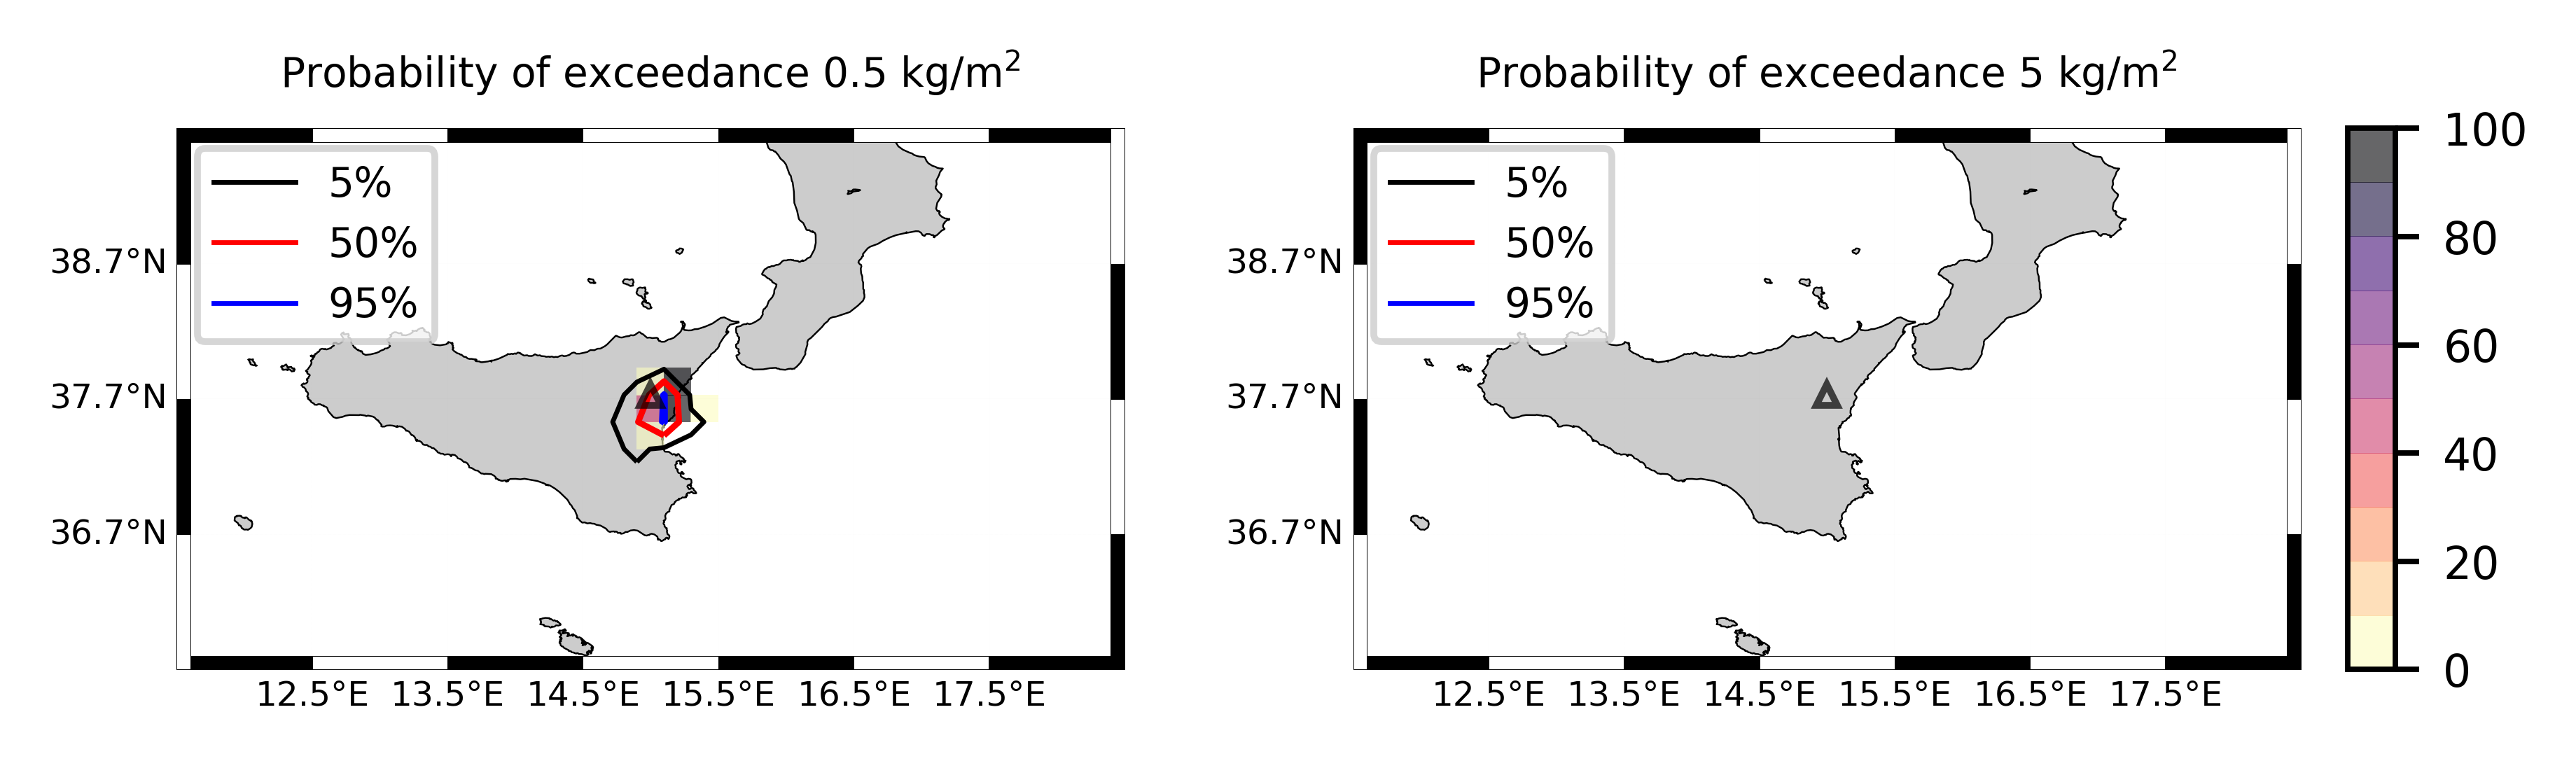 Probability of exceedance 0.5 kg/m²
5%
50%
95%
38.7°N
37.7°N
36.7°N
12.5°E 13.5°E 14.5°E 15.5°E 16.5°E 17.5°E
Probability of exceedance 5 kg/m²
5%
50%
95%
38.7°N
37.7°N
36.7°N
12.5°E 13.5°E 14.5°E 15.5°E 16.5°E 17.5°E
100
80
60
40
20
0